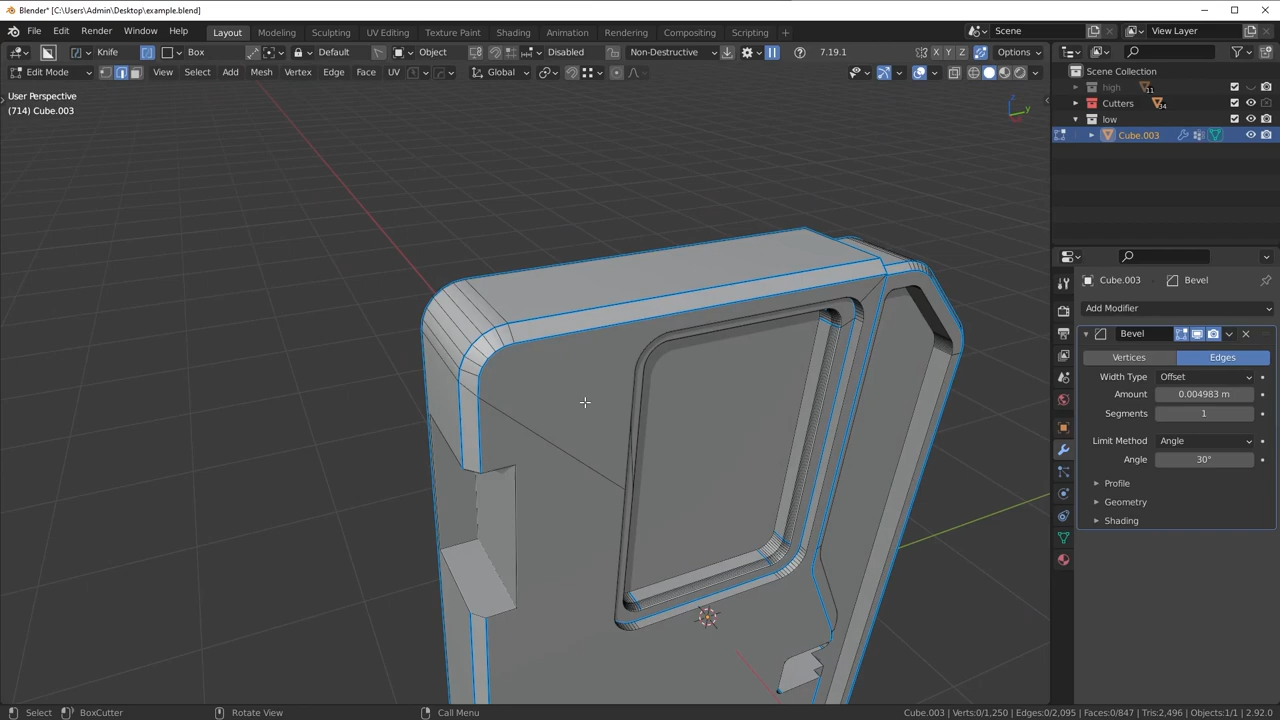 Blender* [C:\Users\Admin\Desktop\example.blend]
File Edit Render Window Help Layout Modeling Sculpting UV Editing Texture Paint Shading Animation Rendering Compositing Scripting + Scene View Layer
Knife Box Default Object Disabled Non-Destructive 7.19.1 X Y Z Options
Edit Mode View Select Add Mesh Vertex Edge Face UV Global
User Perspective
(714) Cube.003
Z
Y
Scene Collection
high 11
Cutters 34
low
Cube.003
Cube.003 Bevel
Add Modifier
Bevel
Vertices Edges
Width Type Offset
Amount 0.004983 m
Segments 1
Limit Method Angle
Angle 30°
Profile
Geometry
Shading
Select BoxCutter Rotate View Call Menu Cube.003 | Verts:0/1,250 | Edges:0/2,095 | Faces:0/847 | Tris:2,496 | Objects:1/1 | 2.92.0